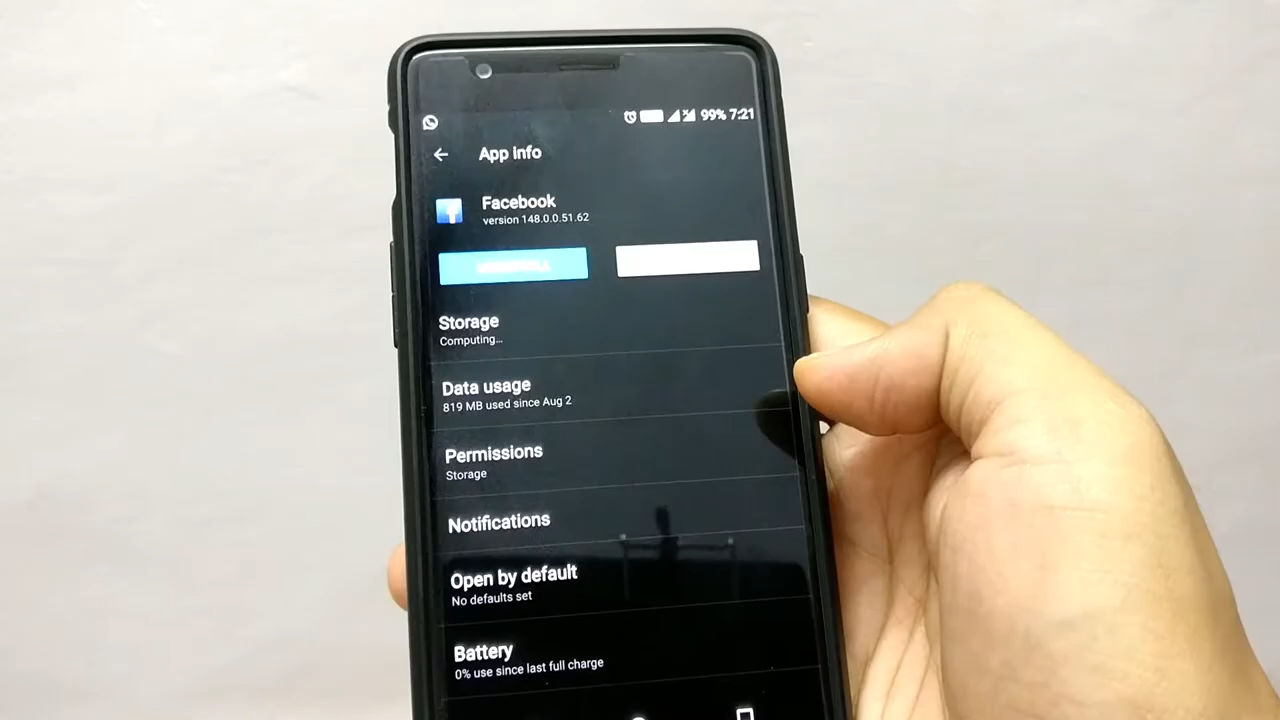 99% 7:21
App info
Facebook
version 148.0.0.51.62
Storage
Computing...
Data usage
819 MB used since Aug 2
Permissions
Storage
Notifications
Open by default
No defaults set
Battery
0% use since last full charge